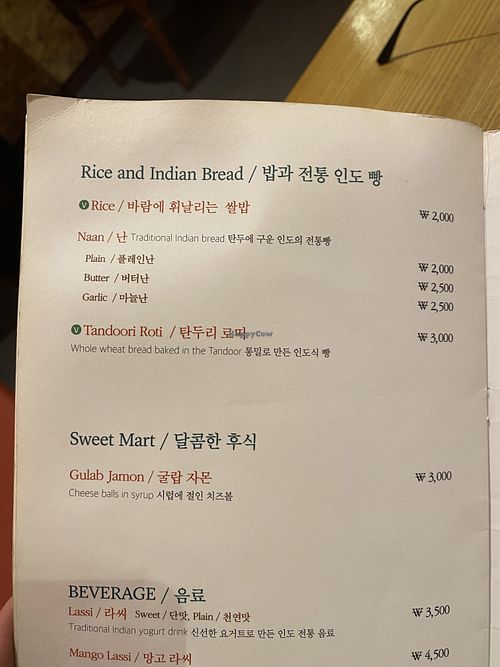 Rice and Indian Bread / 밥과 전통 인도 빵
V Rice / 바람에 휘날리는 쌀밥 ₩ 2,000
Naan / 난 Traditional Indian bread 탄두에 구운 인도의 전통빵
Plain / 플레인난 ₩ 2,000
Butter / 버터난 ₩ 2,500
Garlic / 마늘난 ₩ 2,500
V Tandoori Roti / 탄두리 로띠 ₩ 3,000
HappyCow
Whole wheat bread baked in the Tandoor 통밀로 만든 인도식 빵
Sweet Mart / 달콤한 후식
Gulab Jamon / 굴랍 자몬 ₩ 3,000
Cheese balls in syrup 시럽에 절인 치즈볼
BEVERAGE / 음료
Lassi / 라씨 Sweet / 단맛, Plain / 천연맛 ₩ 3,500
Traditional Indian yogurt drink 신선한 요거트로 만든 인도 전통 음료
Mango Lassi / 망고 라씨 ₩ 4,500